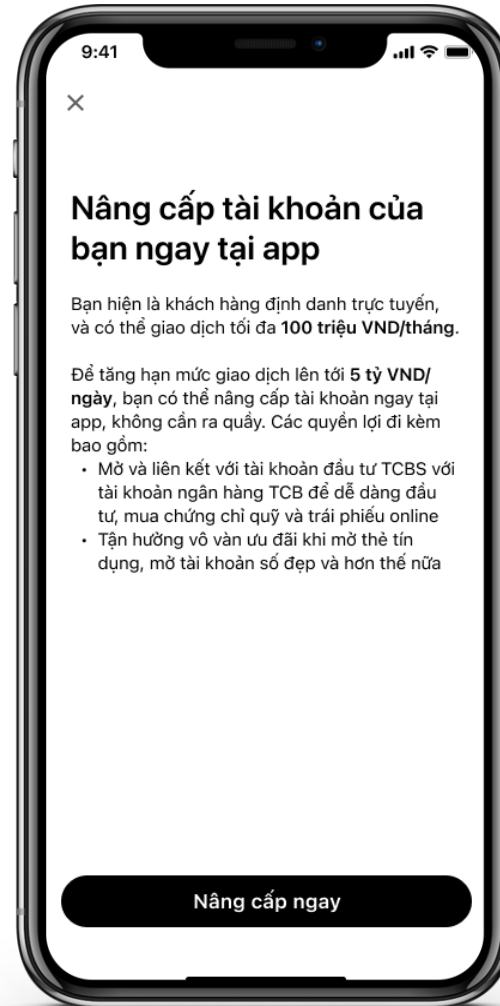 9:41
Nâng cấp tài khoản của
bạn ngay tại app
Bạn hiện là khách hàng định danh trực tuyến,
và có thể giao dịch tối đa 100 triệu VND/tháng.
Để tăng hạn mức giao dịch lên tới 5 tỷ VND/
ngày, bạn có thể nâng cấp tài khoản ngay tại
app, không cần ra quầy. Các quyền lợi đi kèm
bao gồm:
• Mở và liên kết với tài khoản đầu tư TCBS với
tài khoản ngân hàng TCB để dễ dàng đầu
tư, mua chứng chỉ quỹ và trái phiếu online
• Tận hưởng vô vàn ưu đãi khi mở thẻ tín
dụng, mở tài khoản số đẹp và hơn thế nữa
Nâng cấp ngay